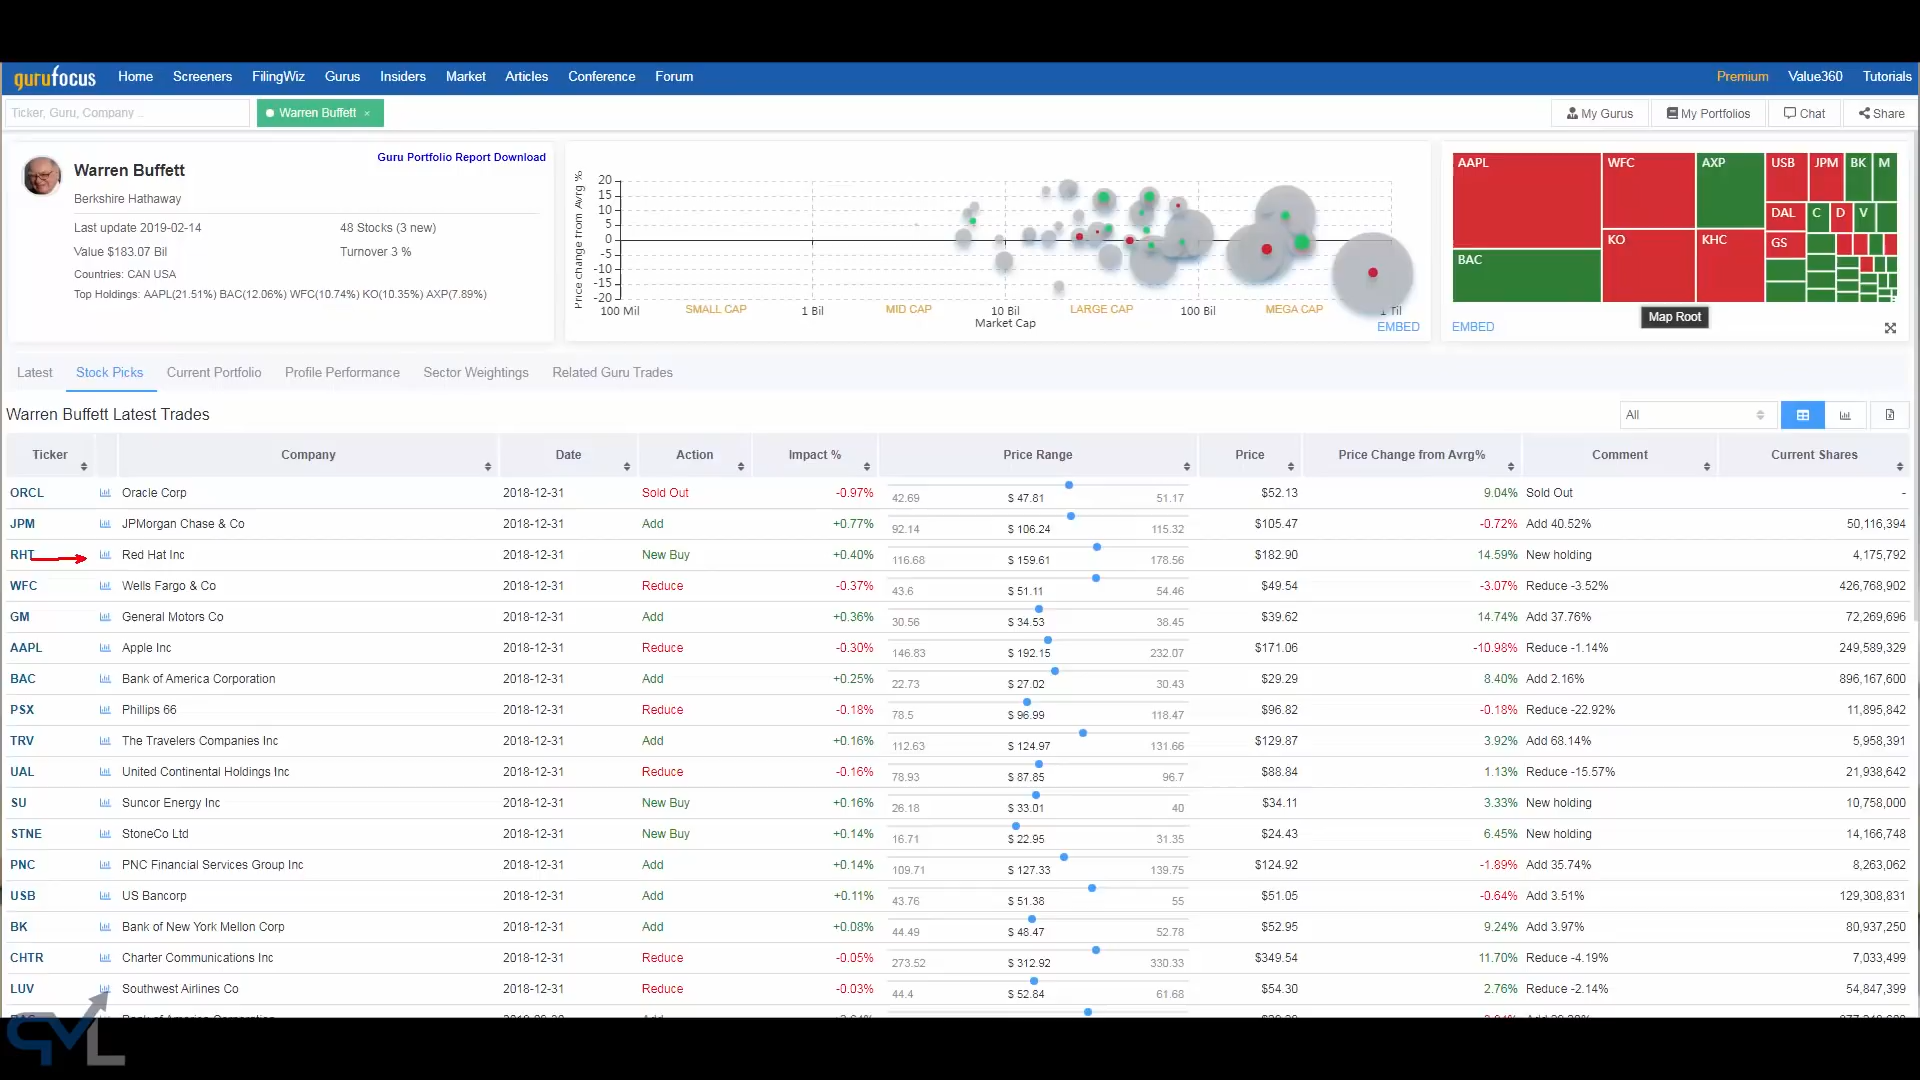 gurufocus Home Screeners FilingWiz Gurus Insiders Market Articles Conference Forum Premium Value360 Tutorials
Ticker, Guru, Company ... Warren Buffett × My Gurus My Portfolios Chat Share
Warren Buffett
Guru Portfolio Report Download
Berkshire Hathaway
Last update 2019-02-14 48 Stocks (3 new)
Value $183.07 Bil Turnover 3 %
Countries: CAN USA
Top Holdings: AAPL(21.51%) BAC(12.06%) WFC(10.74%) KO(10.35%) AXP(7.89%)
Price change from Avrg %
20
15
10
5
0
-5
-10
-15
-20
100 Mil SMALL CAP 1 Bil MID CAP 10 Bil LARGE CAP 100 Bil MEGA CAP 1 Til
Market Cap
EMBED
AAPL WFC AXP USB JPM BK M
DAL C D V
KO KHC GS
BAC
Map Root
EMBED
Latest Stock Picks Current Portfolio Profile Performance Sector Weightings Related Guru Trades
Warren Buffett Latest Trades All
Ticker Company Date Action Impact % Price Range Price Price Change from Avrg% Comment Current Shares
ORCL Oracle Corp 2018-12-31 Sold Out -0.97% 42.69 $ 47.81 51.17 $52.13 9.04% Sold Out -
JPM JPMorgan Chase & Co 2018-12-31 Add +0.77% 92.14 $ 106.24 115.32 $105.47 -0.72% Add 40.52% 50,116,394
RHT Red Hat Inc 2018-12-31 New Buy +0.40% 116.68 $ 159.61 178.56 $182.90 14.59% New holding 4,175,792
WFC Wells Fargo & Co 2018-12-31 Reduce -0.37% 43.6 $ 51.11 54.46 $49.54 -3.07% Reduce -3.52% 426,768,902
GM General Motors Co 2018-12-31 Add +0.36% 30.56 $ 34.53 38.45 $39.62 14.74% Add 37.76% 72,269,696
AAPL Apple Inc 2018-12-31 Reduce -0.30% 146.83 $ 192.15 232.07 $171.06 -10.98% Reduce -1.14% 249,589,329
BAC Bank of America Corporation 2018-12-31 Add +0.25% 22.73 $ 27.02 30.43 $29.29 8.40% Add 2.16% 896,167,600
PSX Phillips 66 2018-12-31 Reduce -0.18% 78.5 $ 96.99 118.47 $96.82 -0.18% Reduce -22.92% 11,895,842
TRV The Travelers Companies Inc 2018-12-31 Add +0.16% 112.63 $ 124.97 131.66 $129.87 3.92% Add 68.14% 5,958,391
UAL United Continental Holdings Inc 2018-12-31 Reduce -0.16% 78.93 $ 87.85 96.7 $88.84 1.13% Reduce -15.57% 21,938,642
SU Suncor Energy Inc 2018-12-31 New Buy +0.16% 26.18 $ 33.01 40 $34.11 3.33% New holding 10,758,000
STNE StoneCo Ltd 2018-12-31 New Buy +0.14% 16.71 $ 22.95 31.35 $24.43 6.45% New holding 14,166,748
PNC PNC Financial Services Group Inc 2018-12-31 Add +0.14% 109.71 $ 127.33 139.75 $124.92 -1.89% Add 35.74% 8,263,062
USB US Bancorp 2018-12-31 Add +0.11% 43.76 $ 51.38 55 $51.05 -0.64% Add 3.51% 129,308,831
BK Bank of New York Mellon Corp 2018-12-31 Add +0.08% 44.49 $ 48.47 52.78 $52.95 9.24% Add 3.97% 80,937,250
CHTR Charter Communications Inc 2018-12-31 Reduce -0.05% 273.52 $ 312.92 330.33 $349.54 11.70% Reduce -4.19% 7,033,499
LUV Southwest Airlines Co 2018-12-31 Reduce -0.03% 44.4 $ 52.84 61.68 $54.30 2.76% Reduce -2.14% 54,847,399